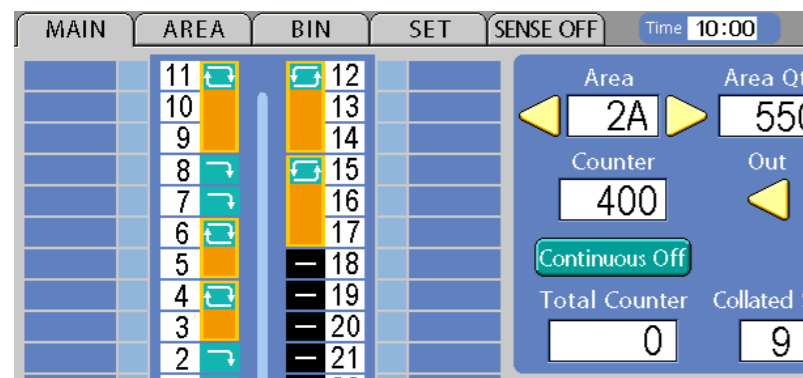 MAIN AREA BIN SET SENSE OFF Time 10:00
11 12
10 13
9 14
8 15
7 16
6 17
5 18
4 19
3 20
2 21
Area Area
2A
Counter Out
400
Continuous Off
Total Counter Collated
0 9